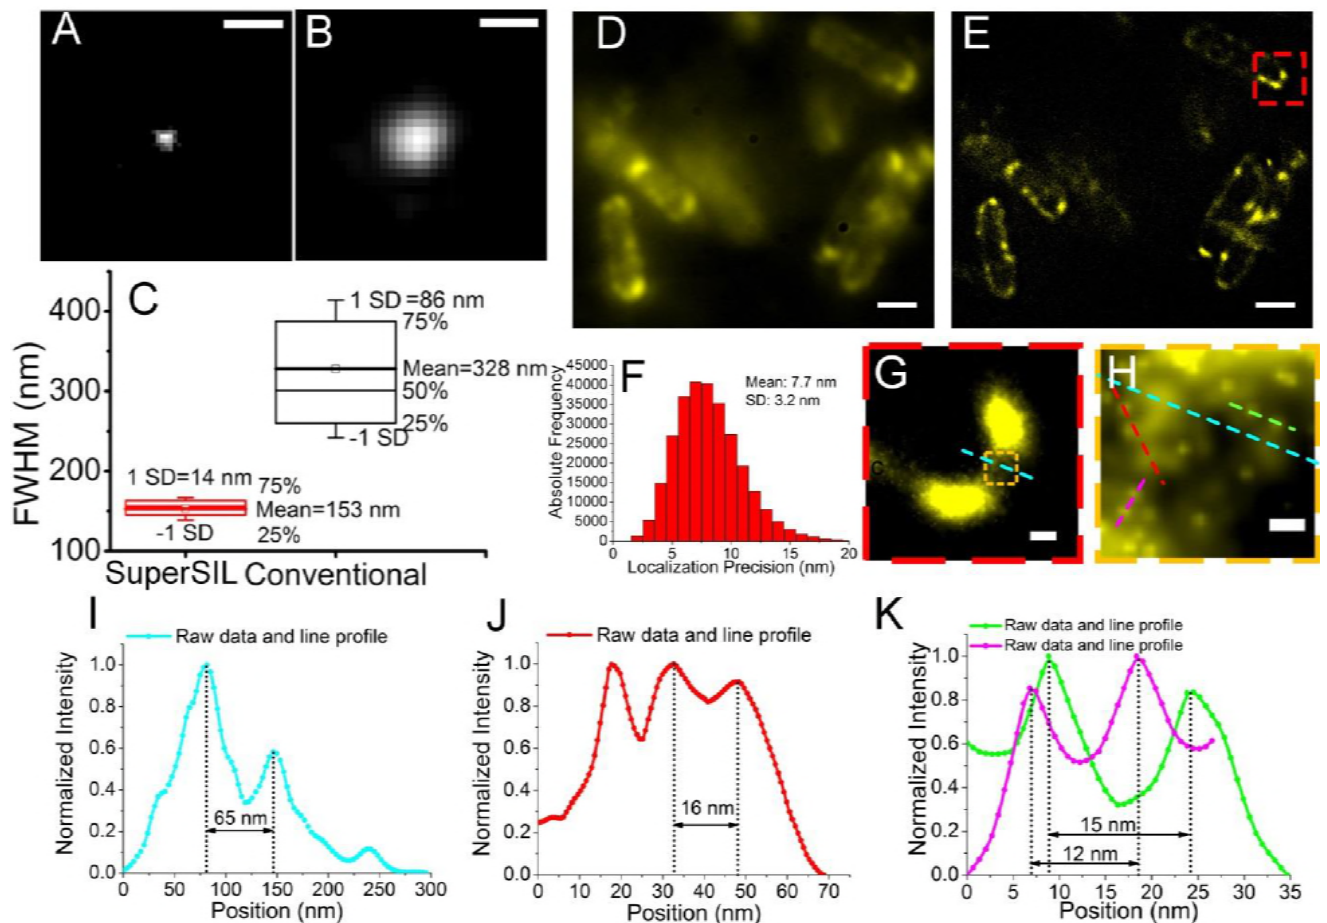 A
B
D
E
C
400
300
200
100
FWHM (nm)
1 SD =86 nm
75%
Mean=328 nm
50%
25%
-1 SD
1 SD=14 nm
75%
Mean=153 nm
-1 SD
25%
SuperSIL Conventional
F
45000
40000
35000
30000
25000
20000
15000
10000
5000
0
Absolute Frequency
Mean: 7.7 nm
SD: 3.2 nm
0 5 10 15 20
Localization Precision (nm)
G
C
H
I
Raw data and line profile
1.0
0.8
0.6
0.4
0.2
0.0
Normalized Intensity
65 nm
0 50 100 150 200 250 300
Position (nm)
J
Raw data and line profile
1.0
0.8
0.6
0.4
0.2
0.0
Normalized Intensity
16 nm
0 10 20 30 40 50 60 70
Position (nm)
K
Raw data and line profile
Raw data and line profile
1.0
0.8
0.6
0.4
0.2
0.0
Normalized Intensity
15 nm
12 nm
0 5 10 15 20 25 30 35
Position (nm)